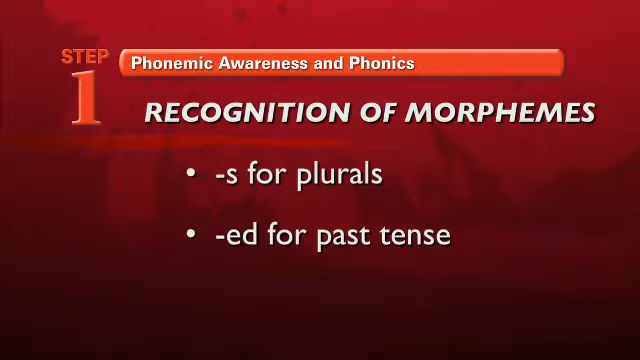 STEP
1
Phonemic Awareness and Phonics
RECOGNITION OF MORPHEMES
• -s for plurals
• -ed for past tense